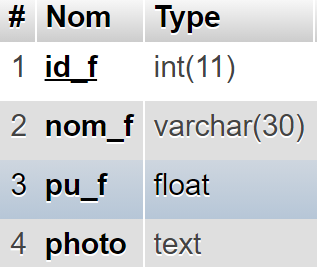 # Nom Type
1 id_f int(11)
2 nom_f varchar(30)
3 pu_f float
4 photo text